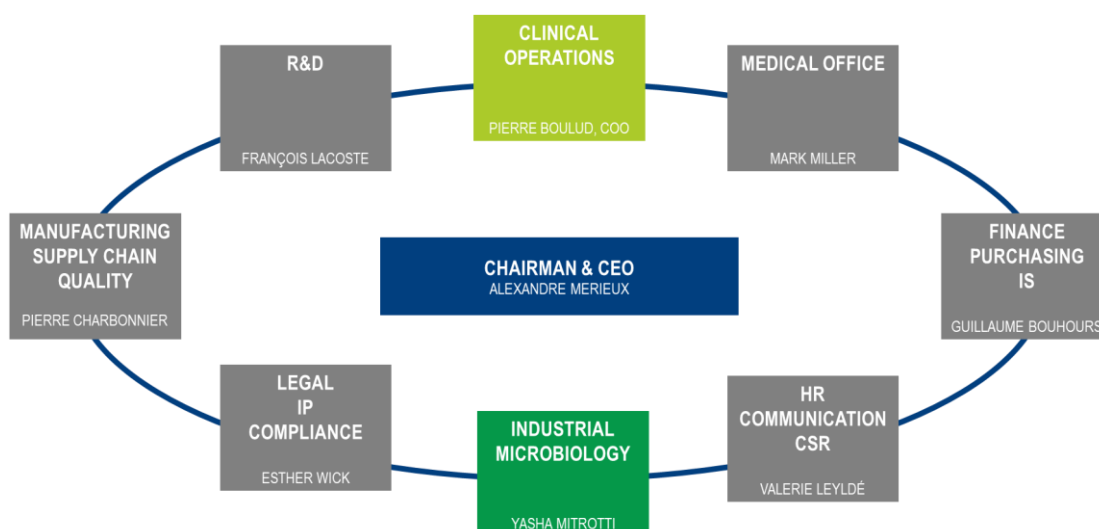 CLINICAL
OPERATIONS
PIERRE BOULUD, COO
R&D
FRANÇOIS LACOSTE
MEDICAL OFFICE
MARK MILLER
MANUFACTURING
SUPPLY CHAIN
QUALITY
PIERRE CHARBONNIER
CHAIRMAN & CEO
ALEXANDRE MERIEUX
FINANCE
PURCHASING
IS
GUILLAUME BOUHOURS
LEGAL
IP
COMPLIANCE
ESTHER WICK
INDUSTRIAL
MICROBIOLOGY
YASHA MITROTTI
HR
COMMUNICATION
CSR
VALERIE LEYLDÉ